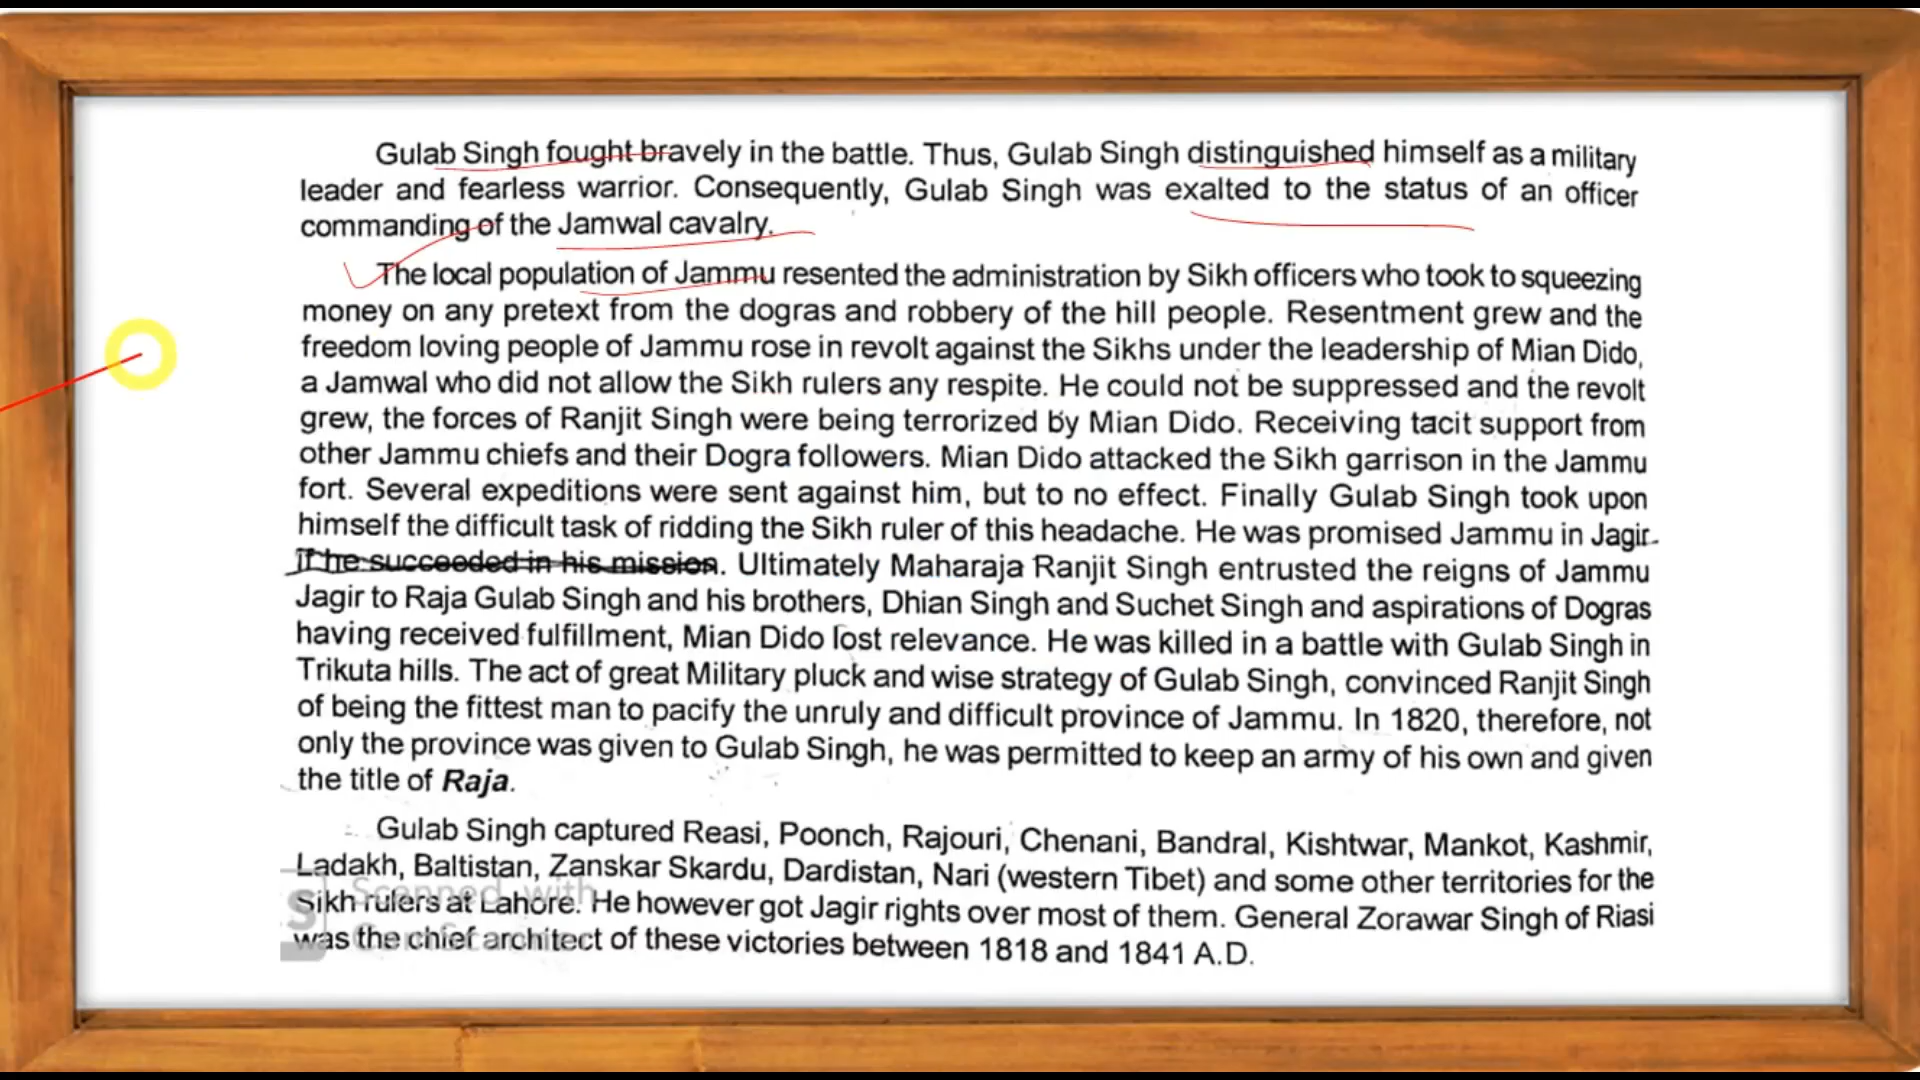 Gulab Singh fought bravely in the battle. Thus, Gulab Singh distinguished himself as a military
leader and fearless warrior. Consequently, Gulab Singh was exalted to the status of an officer
commanding of the Jamwal cavalry.
The local population of Jammu resented the administration by Sikh officers who took to squeezing
money on any pretext from the dogras and robbery of the hill people. Resentment grew and the
freedom loving people of Jammu rose in revolt against the Sikhs under the leadership of Mian Dido,
a Jamwal who did not allow the Sikh rulers any respite. He could not be suppressed and the revolt
grew, the forces of Ranjit Singh were being terrorized by Mian Dido. Receiving tacit support from
other Jammu chiefs and their Dogra followers. Mian Dido attacked the Sikh garrison in the Jammu
fort. Several expeditions were sent against him, but to no effect. Finally Gulab Singh took upon
himself the difficult task of ridding the Sikh ruler of this headache. He was promised Jammu in Jagir
if he succeeded in his mission. Ultimately Maharaja Ranjit Singh entrusted the reigns of Jammu
Jagir to Raja Gulab Singh and his brothers, Dhian Singh and Suchet Singh and aspirations of Dogras
having received fulfillment, Mian Dido lost relevance. He was killed in a battle with Gulab Singh in
Trikuta hills. The act of great Military pluck and wise strategy of Gulab Singh, convinced Ranjit Singh
of being the fittest man to pacify the unruly and difficult province of Jammu. In 1820, therefore, not
only the province was given to Gulab Singh, he was permitted to keep an army of his own and given
the title of Raja.
Gulab Singh captured Reasi, Poonch, Rajouri, Chenani, Bandral, Kishtwar, Mankot, Kashmir,
Ladakh, Baltistan, Zanskar Skardu, Dardistan, Nari (western Tibet) and some other territories for the
Sikh rulers at Lahore. He however got Jagir rights over most of them. General Zorawar Singh of Riasi
was the chief architect of these victories between 1818 and 1841 A.D.
CS Scanned with
CamScanner